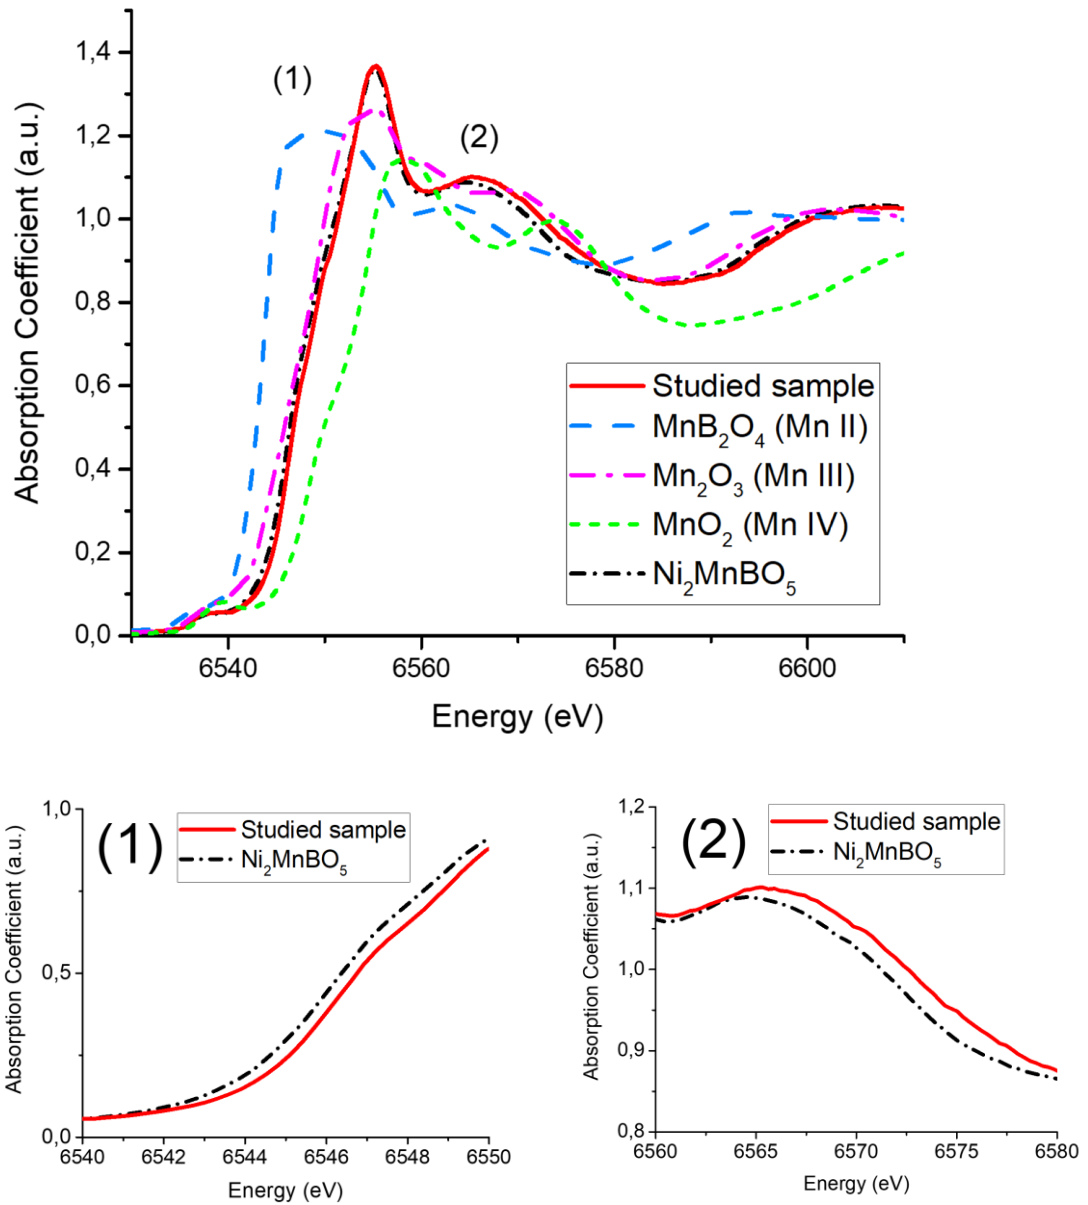 Absorption Coefficient (a.u.)
1,4
1,2
1,0
0,8
0,6
0,4
0,2
0,0
(1)
(2)
Studied sample
MnB₂O₄ (Mn II)
Mn₂O₃ (Mn III)
MnO₂ (Mn IV)
Ni₂MnBO₅
6540 6560 6580 6600
Energy (eV)
Absorption Coefficient (a.u.)
1,0
0,5
0,0
(1)
Studied sample
Ni₂MnBO₅
6540 6542 6544 6546 6548 6550
Energy (eV)
Absorption Coefficient (a.u.)
1,2
1,1
1,0
0,9
0,8
(2)
Studied sample
Ni₂MnBO₅
6560 6565 6570 6575 6580
Energy (eV)